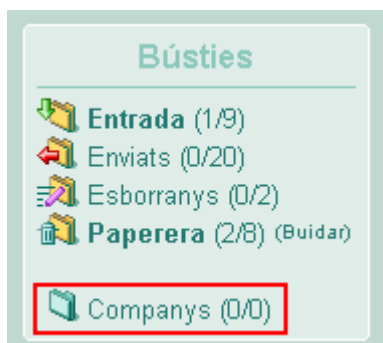 Bústies
Entrada (1/9)
Enviats (0/20)
Esborranys (0/2)
Paperera (2/8) (Buidar)
Companys (0/0)